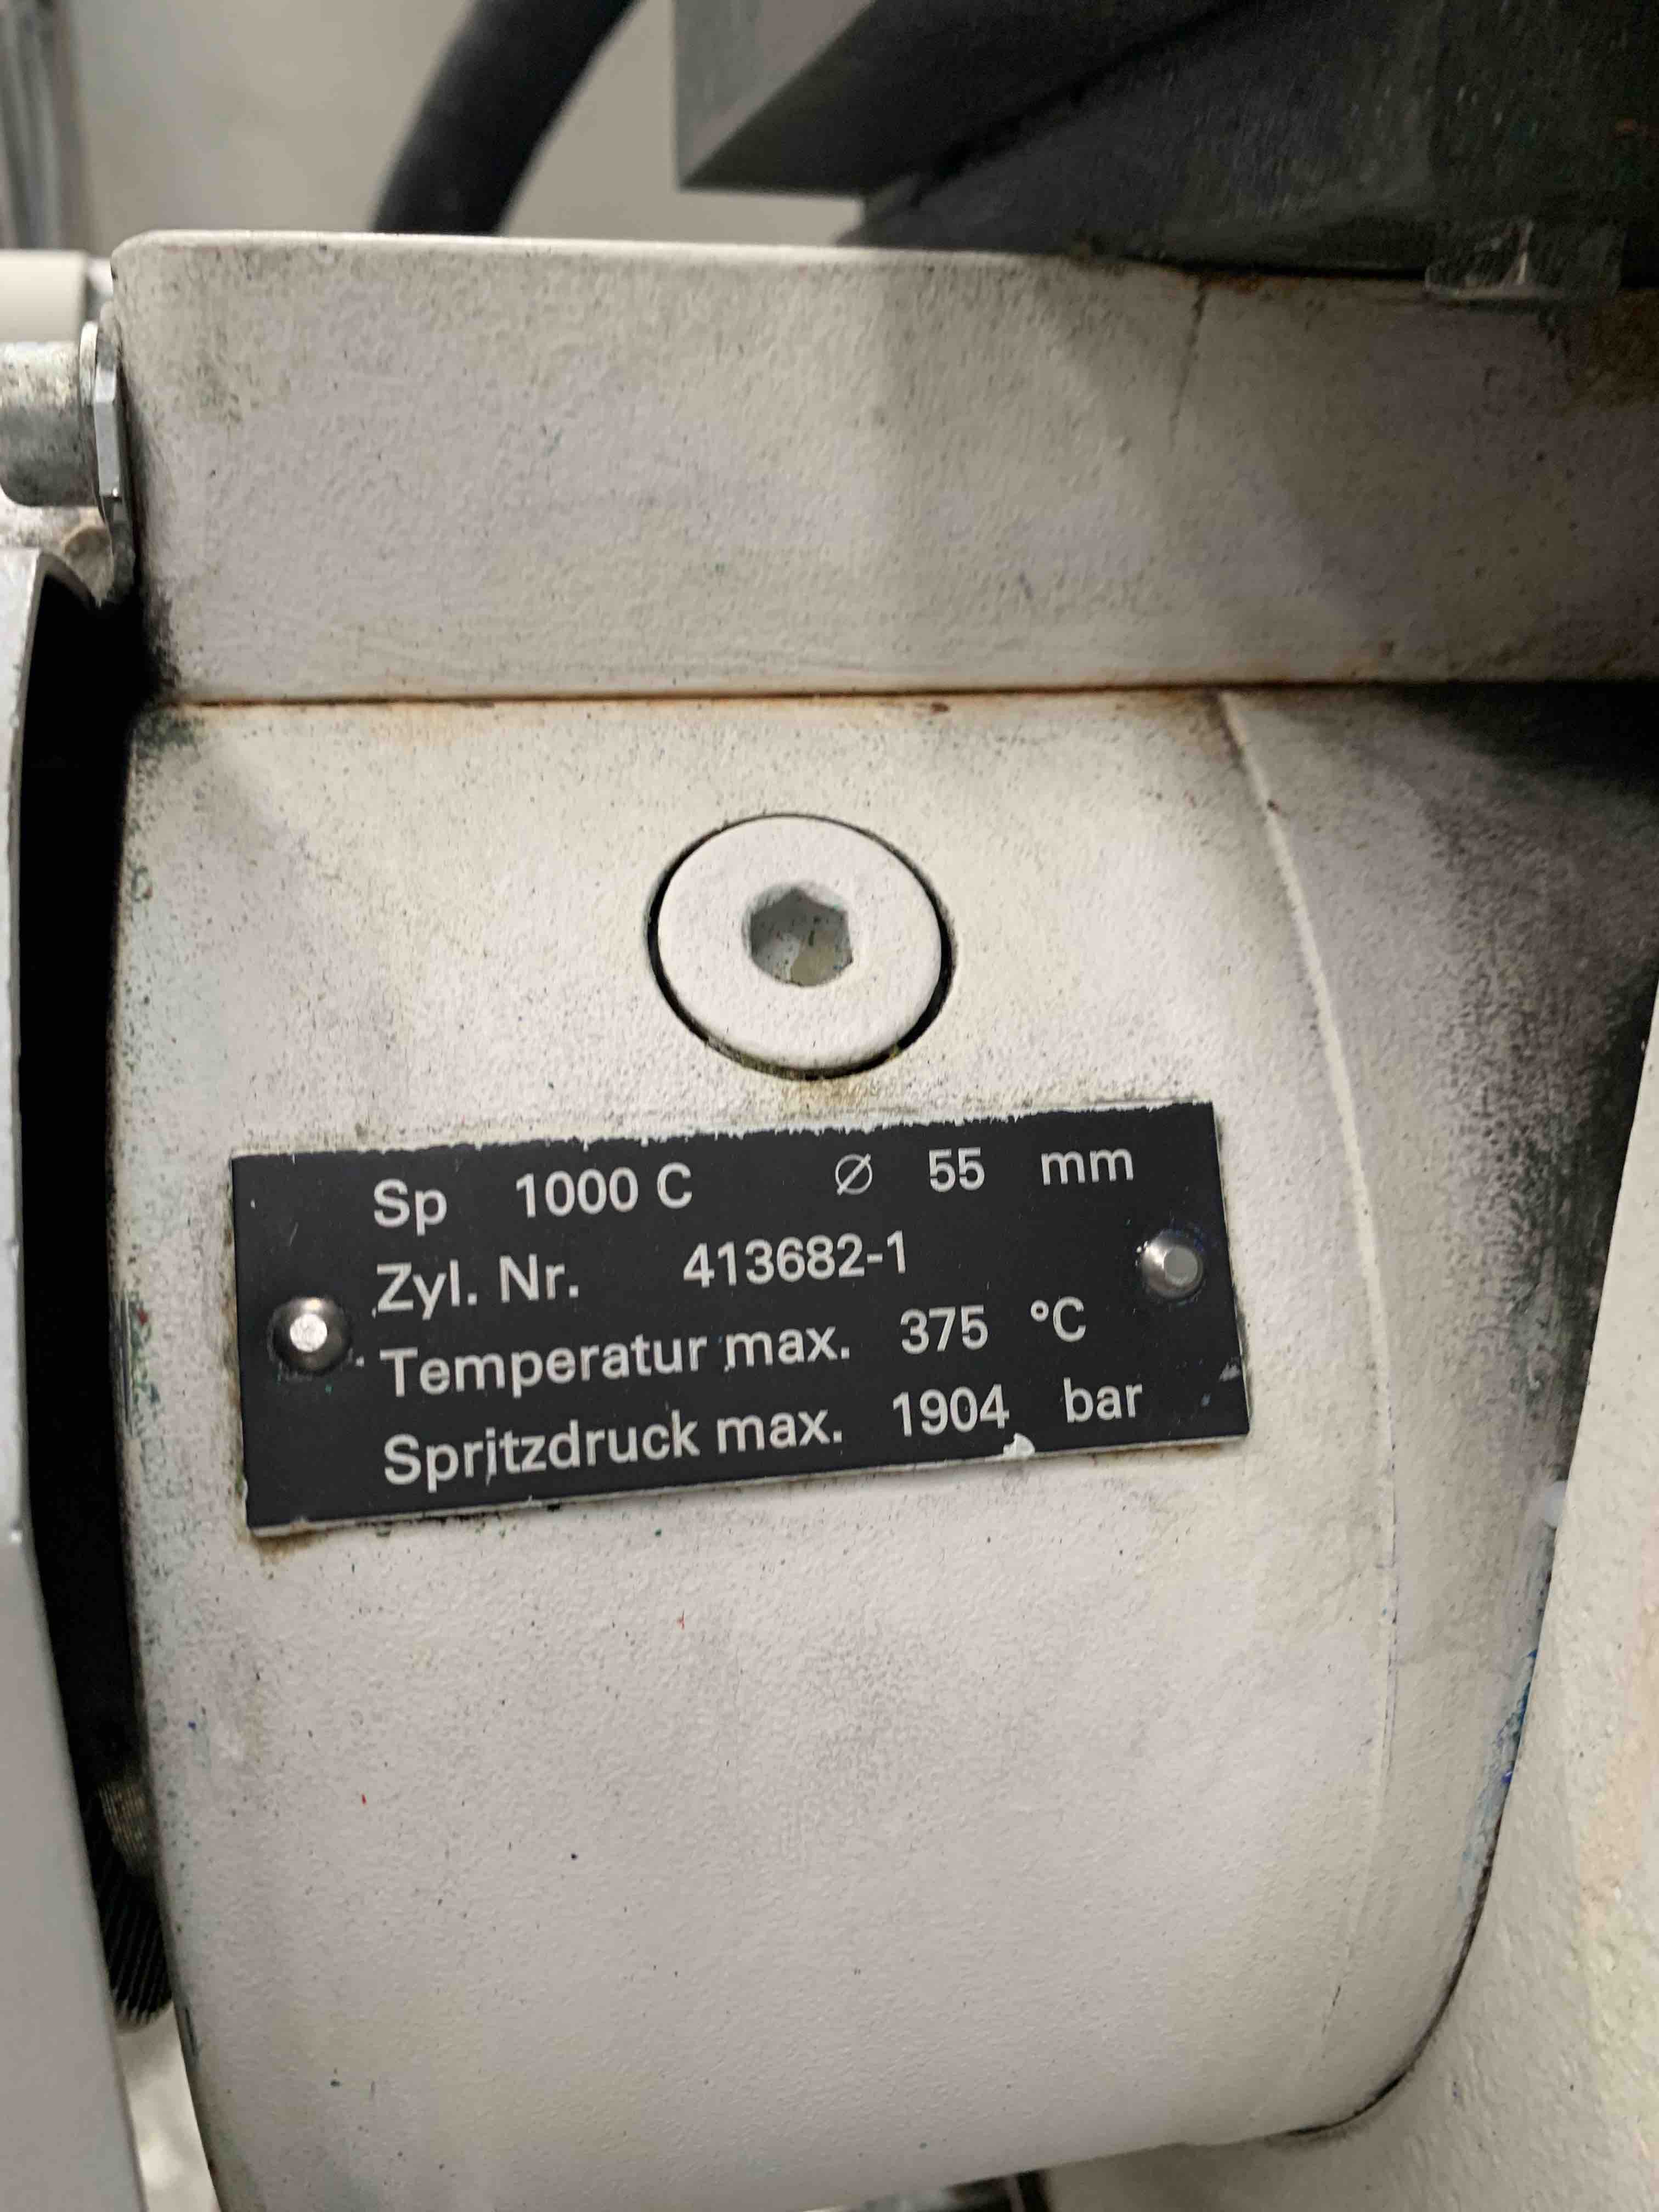 Sp 1000 C ∅ 55 mm
Zyl. Nr. 413682-1
Temperatur max. 375 °C
Spritzdruck max. 1904 bar